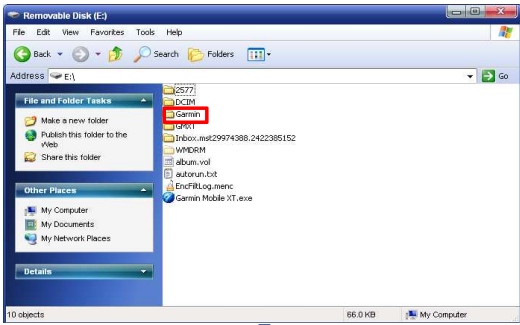 Removable Disk (E:)
File Edit View Favorites Tools Help
Back Search Folders
Address E:\ Go
File and Folder Tasks
Make a new folder
Publish this folder to the
Web
Share this folder
Other Places
My Computer
My Documents
My Network Places
Details
2577
DCIM
Garmin
GMXT
Inbox.mst29974388.2422385152
WMDRM
album.vol
autorun.txt
EncFiltLog.menc
Garmin Mobile XT.exe
10 objects 66.0 KB My Computer